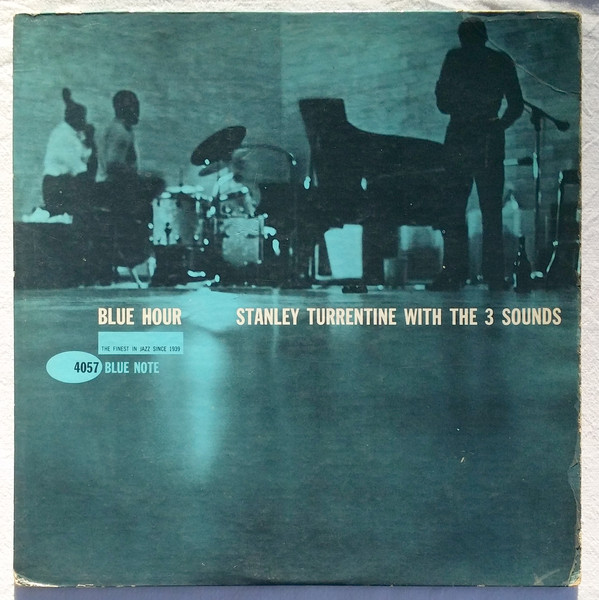 BLUE HOUR STANLEY TURRENTINE WITH THE 3 SOUNDS
THE FINEST IN JAZZ SINCE 1939
4057 BLUE NOTE